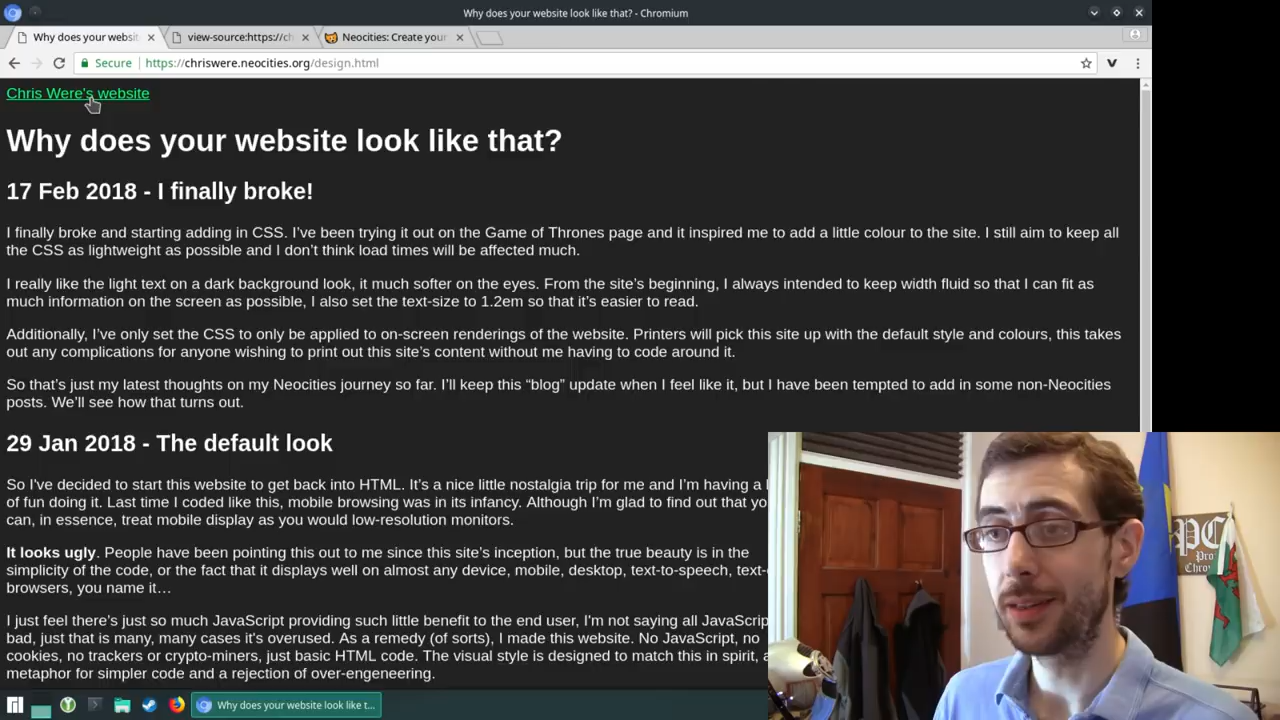 Why does your website look like that? - Chromium
Why does your websit
view-source:https://ch
Neocities: Create your
Secure
https://chriswere.neocities.org/design.html
Chris Were's website
Why does your website look like that?
17 Feb 2018 - I finally broke!
I finally broke and starting adding in CSS. I've been trying it out on the Game of Thrones page and it inspired me to add a little colour to the site. I still aim to keep all
the CSS as lightweight as possible and I don't think load times will be affected much.
I really like the light text on a dark background look, it much softer on the eyes. From the site's beginning, I always intended to keep width fluid so that I can fit as
much information on the screen as possible, I also set the text-size to 1.2em so that it's easier to read.
Additionally, I've only set the CSS to only be applied to on-screen renderings of the website. Printers will pick this site up with the default style and colours, this takes
out any complications for anyone wishing to print out this site's content without me having to code around it.
So that's just my latest thoughts on my Neocities journey so far. I'll keep this “blog” update when I feel like it, but I have been tempted to add in some non-Neocities
posts. We'll see how that turns out.
29 Jan 2018 - The default look
So I've decided to start this website to get back into HTML. It's a nice little nostalgia trip for me and I'm having a l
of fun doing it. Last time I coded like this, mobile browsing was in its infancy. Although I'm glad to find out that yo
can, in essence, treat mobile display as you would low-resolution monitors.
It looks ugly. People have been pointing this out to me since this site's inception, but the true beauty is in the
simplicity of the code, or the fact that it displays well on almost any device, mobile, desktop, text-to-speech, text-
browsers, you name it…
I just feel there's just so much JavaScript providing such little benefit to the end user, I'm not saying all JavaScrip
bad, just that is many, many cases it's overused. As a remedy (of sorts), I made this website. No JavaScript, no
cookies, no trackers or crypto-miners, just basic HTML code. The visual style is designed to match this in spirit, a
metaphor for simpler code and a rejection of over-engeneering.
PC
Pro
Chro
Why does your website look like t...